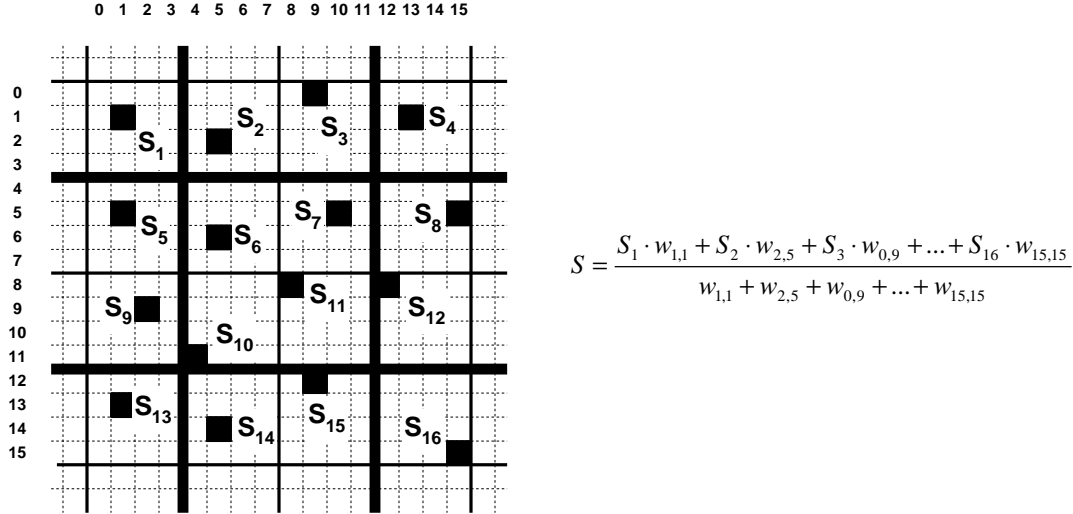 0 1 2 3 4 5 6 7 8 9 10 11 12 13 14 15
0
1
2
3
4
5
6
7
8
9
10
11
12
13
14
15
S₁ S₂ S₃ S₄
S₅ S₆ S₇ S₈
S₉ S₁₀ S₁₁ S₁₂
S₁₃ S₁₄ S₁₅ S₁₆
S = (S₁ · w₁,₁ + S₂ · w₂,₅ + S₃ · w₀,₉ + ... + S₁₆ · w₁₅,₁₅) / (w₁,₁ + w₂,₅ + w₀,₉ + ... + w₁₅,₁₅)